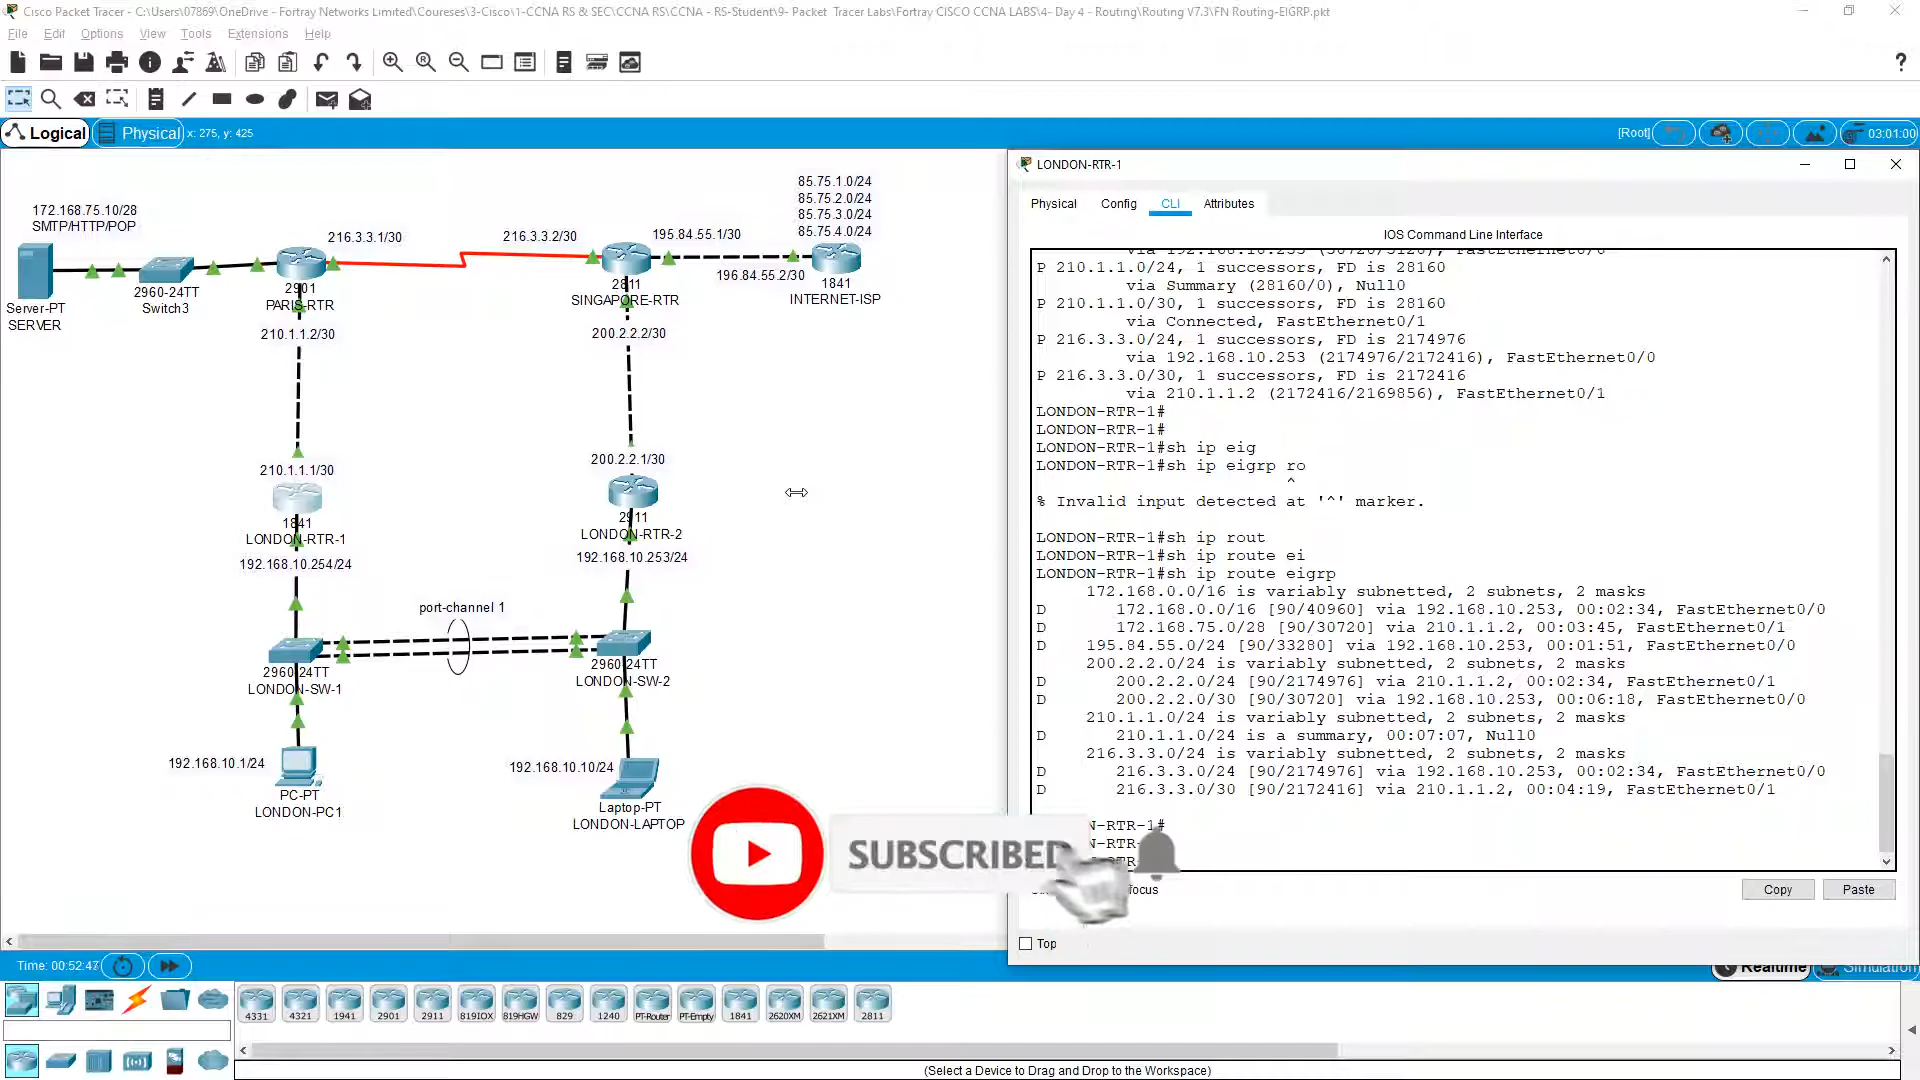 Cisco Packet Tracer - C:\Users\07869\OneDrive - Fortray Networks Limited\Coureses\3-Cisco\1-CCNA RS & SEC\CCNA RS\CCNA - RS-Student\9- Packet Tracer Labs\Fortray CISCO CCNA LABS\4- Day 4 - Routing\Routing V7.3\FN Routing-EIGRP.pkt
File Edit Options View Tools Extensions Help
?
Logical Physical x: 275, y: 425 [Root] 03:01:00
172.168.75.10/28
SMTP/HTTP/POP
Server-PT
SERVER
2960-24TT
Switch3
216.3.3.1/30
2901
PARIS-RTR
210.1.1.2/30
216.3.3.2/30
2811
SINGAPORE-RTR
200.2.2.2/30
195.84.55.1/30
196.84.55.2/30
85.75.1.0/24
85.75.2.0/24
85.75.3.0/24
85.75.4.0/24
1841
INTERNET-ISP
210.1.1.1/30
1841
LONDON-RTR-1
192.168.10.254/24
200.2.2.1/30
2911
LONDON-RTR-2
192.168.10.253/24
port-channel 1
2960-24TT
LONDON-SW-1
2960-24TT
LONDON-SW-2
192.168.10.1/24
PC-PT
LONDON-PC1
192.168.10.10/24
Laptop-PT
LONDON-LAPTOP
LONDON-RTR-1
Physical Config CLI Attributes
IOS Command Line Interface
P 210.1.1.0/24, 1 successors, FD is 28160
via Summary (28160/0), Null0
P 210.1.1.0/30, 1 successors, FD is 28160
via Connected, FastEthernet0/1
P 216.3.3.0/24, 1 successors, FD is 2174976
via 192.168.10.253 (2174976/2172416), FastEthernet0/0
P 216.3.3.0/30, 1 successors, FD is 2172416
via 210.1.1.2 (2172416/2169856), FastEthernet0/1
LONDON-RTR-1#
LONDON-RTR-1#
LONDON-RTR-1#sh ip eig
LONDON-RTR-1#sh ip eigrp ro
^
% Invalid input detected at '^' marker.
LONDON-RTR-1#sh ip rout
LONDON-RTR-1#sh ip route ei
LONDON-RTR-1#sh ip route eigrp
172.168.0.0/16 is variably subnetted, 2 subnets, 2 masks
D 172.168.0.0/16 [90/40960] via 192.168.10.253, 00:02:34, FastEthernet0/0
D 172.168.75.0/28 [90/30720] via 210.1.1.2, 00:03:45, FastEthernet0/1
D 195.84.55.0/24 [90/33280] via 192.168.10.253, 00:01:51, FastEthernet0/0
200.2.2.0/24 is variably subnetted, 2 subnets, 2 masks
D 200.2.2.0/24 [90/2174976] via 210.1.1.2, 00:02:34, FastEthernet0/1
D 200.2.2.0/30 [90/30720] via 192.168.10.253, 00:06:18, FastEthernet0/0
210.1.1.0/24 is variably subnetted, 2 subnets, 2 masks
D 210.1.1.0/24 is a summary, 00:07:07, Null0
216.3.3.0/24 is variably subnetted, 2 subnets, 2 masks
D 216.3.3.0/24 [90/2174976] via 192.168.10.253, 00:02:34, FastEthernet0/0
D 216.3.3.0/30 [90/2172416] via 210.1.1.2, 00:04:19, FastEthernet0/1
N-RTR-1#
N-RTR-
SUBSCRIBED
focus
Copy Paste
Top
Time: 00:52:47 Realtime Simulation
4331 4321 1941 2901 2911 819IOX 819HGW 829 1240 PT-Router PT-Empty 1841 2620XM 2621XM 2811
(Select a Device to Drag and Drop to the Workspace)